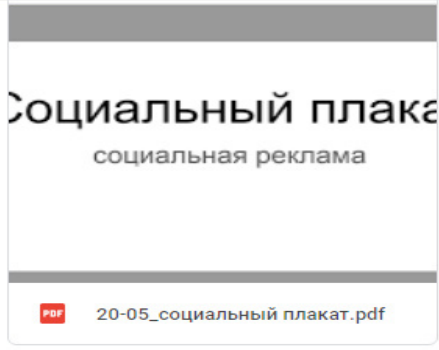 Социальный плака
социальная реклама
PDF
20-05_социальный плакат.pdf